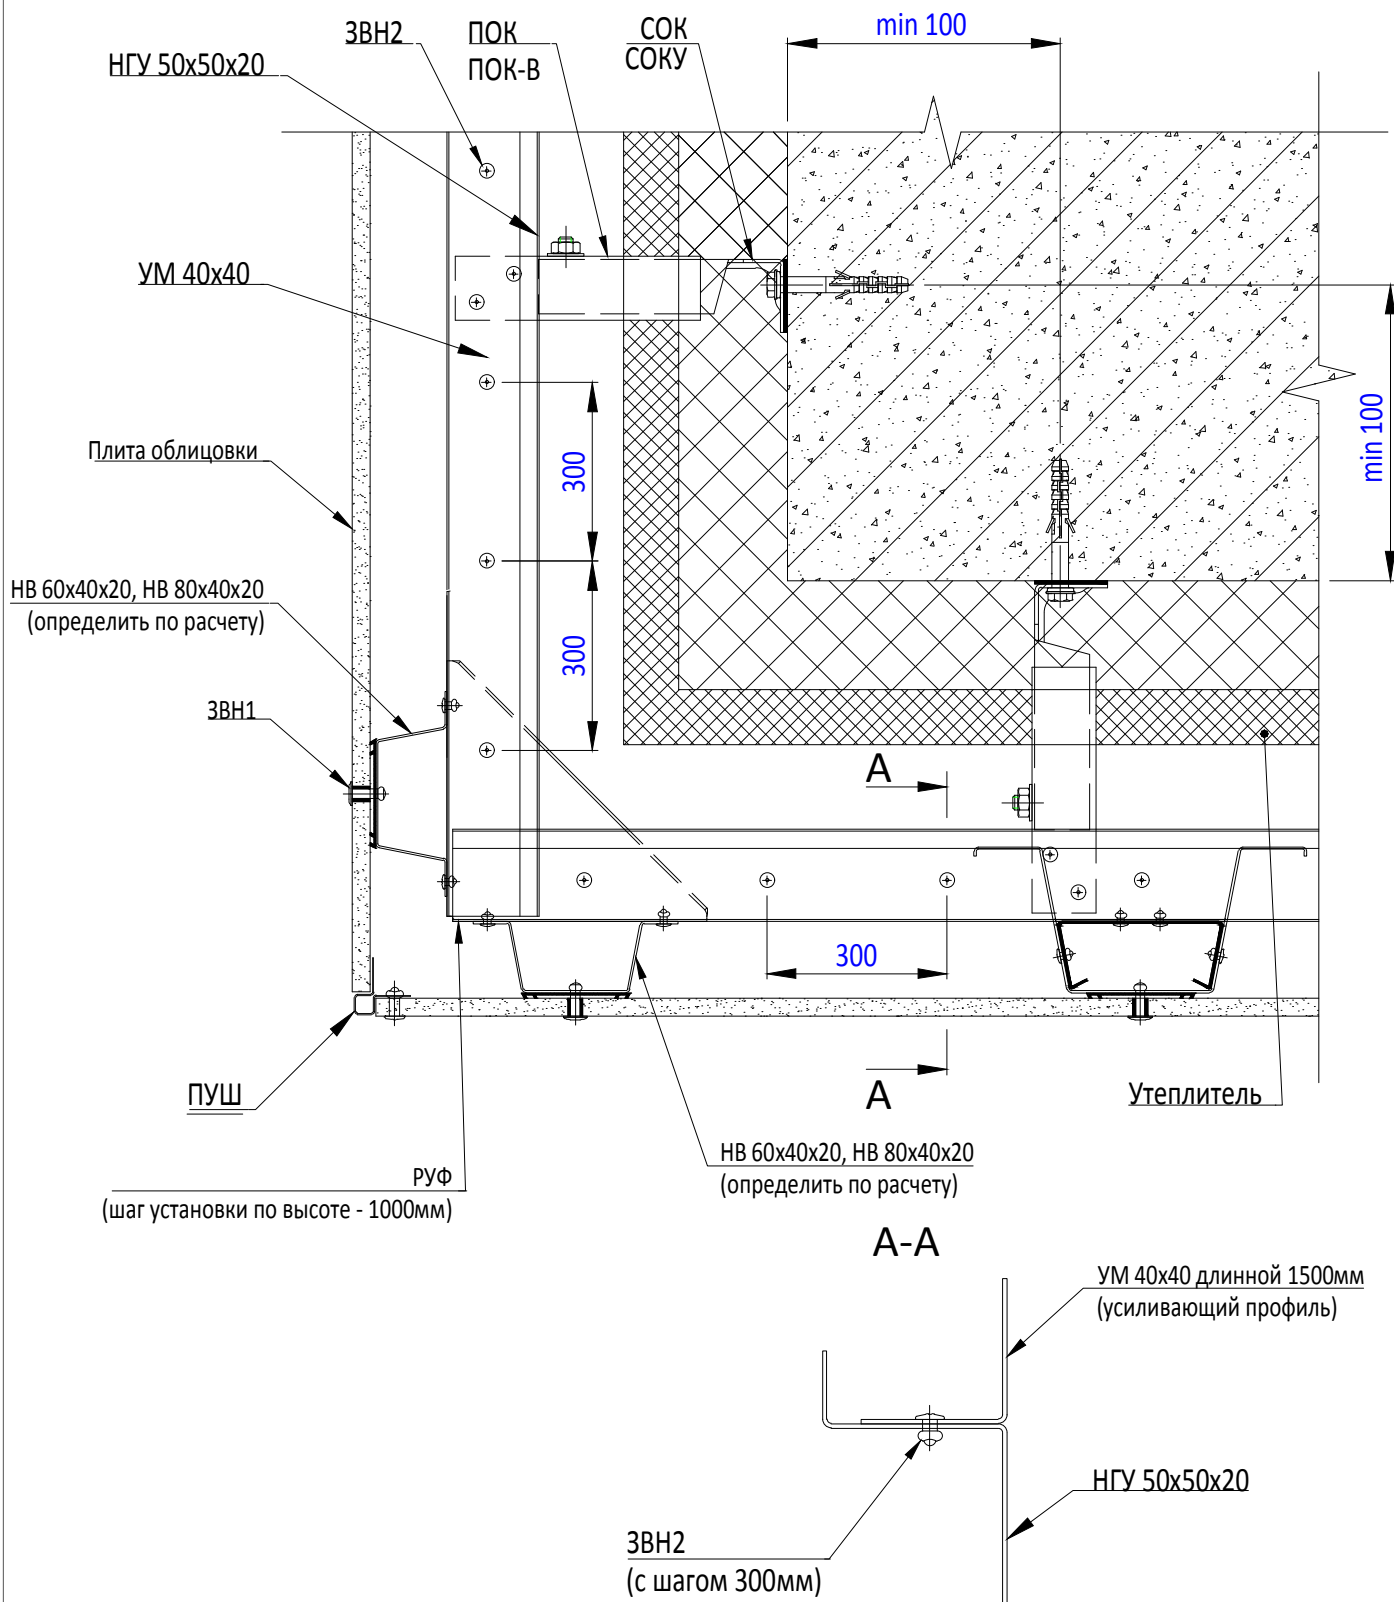 ЗВН2
ПОК
ПОК-В
СОК
СОКУ
min 100
НГУ 50х50х20
УМ 40х40
Плита облицовки
300
min 100
НВ 60х40х20, НВ 80х40х20
(определить по расчету)
300
ЗВН1
А
300
ПУШ
А
Утеплитель
НВ 60х40х20, НВ 80х40х20
(определить по расчету)
РУФ
(шаг установки по высоте - 1000мм)
А-А
УМ 40х40 длинной 1500мм
(усиливающий профиль)
НГУ 50х50х20
ЗВН2
(с шагом 300мм)